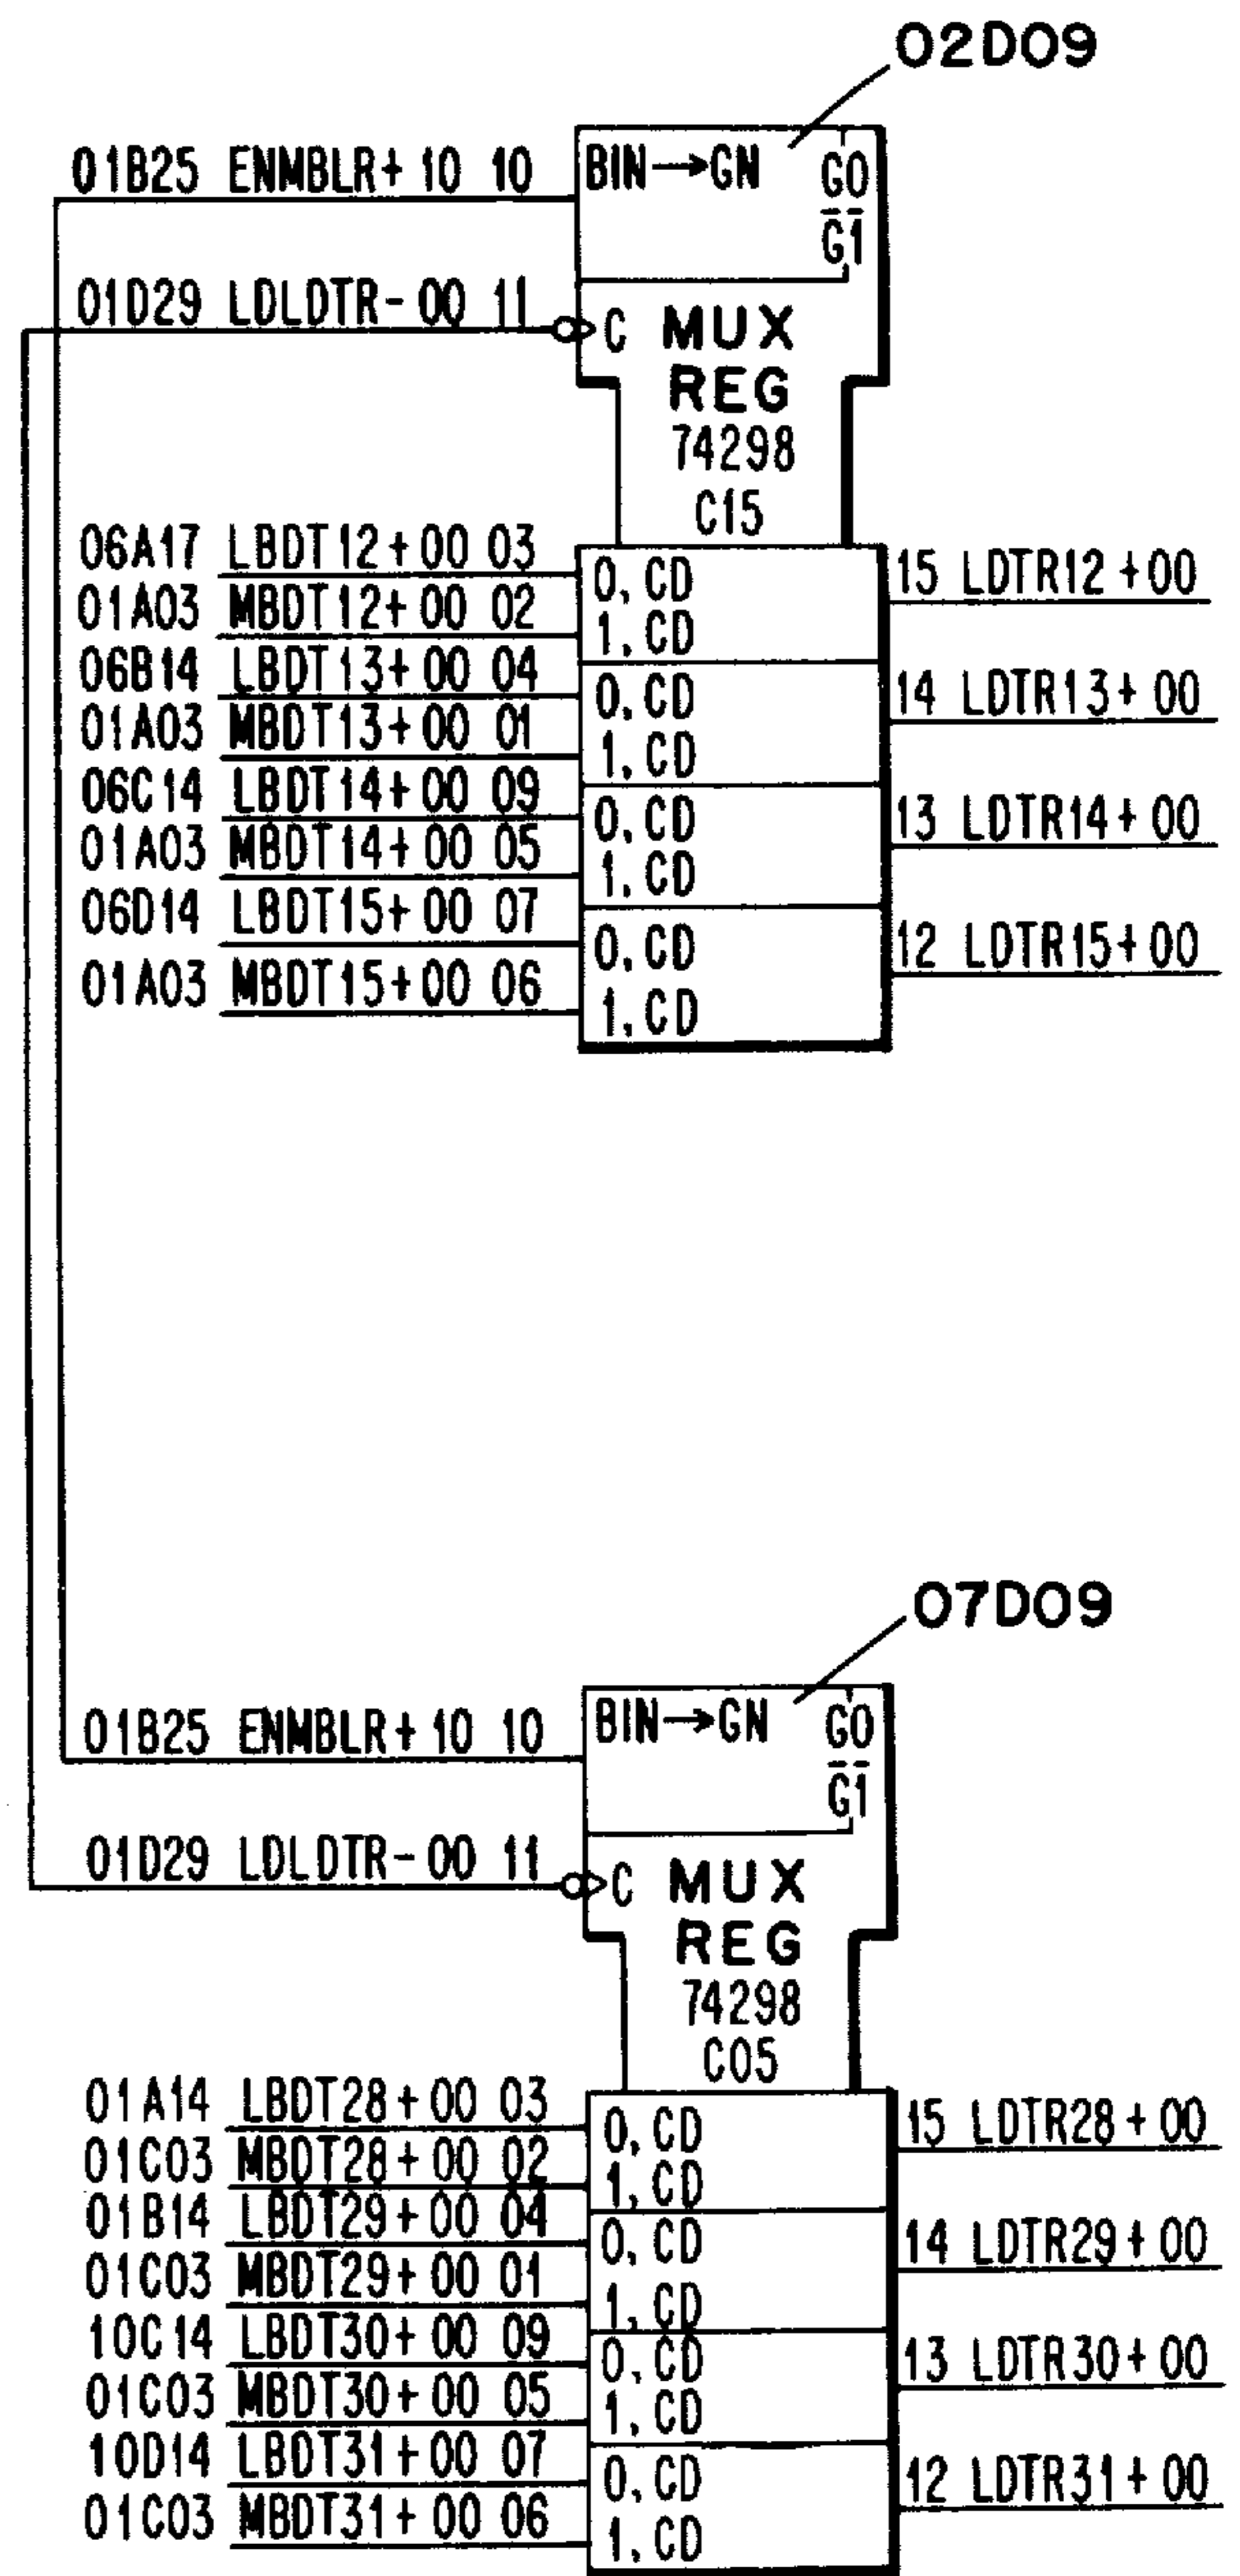 02D09
01B25 ENMBLR+10 10
BIN→GN G0
G1
01D29 LDLDTR-00 11
C MUX
REG
74298
C15
06A17 LBDT12+00 03
0,CD
15 LDTR12+00
01A03 MBDT12+00 02
1,CD
06B14 LBDT13+00 04
0,CD
14 LDTR13+00
01A03 MBDT13+00 01
1,CD
06C14 LBDT14+00 09
0,CD
13 LDTR14+00
01A03 MBDT14+00 05
1,CD
06D14 LBDT15+00 07
0,CD
12 LDTR15+00
01A03 MBDT15+00 06
1,CD
07D09
01B25 ENMBLR+10 10
BIN→GN G0
G1
01D29 LDLDTR-00 11
C MUX
REG
74298
C05
01A14 LBDT28+00 03
0,CD
15 LDTR28+00
01C03 MBDT28+00 02
1,CD
01B14 LBDT29+00 04
0,CD
14 LDTR29+00
01C03 MBDT29+00 01
1,CD
10C14 LBDT30+00 09
0,CD
13 LDTR30+00
01C03 MBDT30+00 05
1,CD
10D14 LBDT31+00 07
0,CD
12 LDTR31+00
01C03 MBDT31+00 06
1,CD